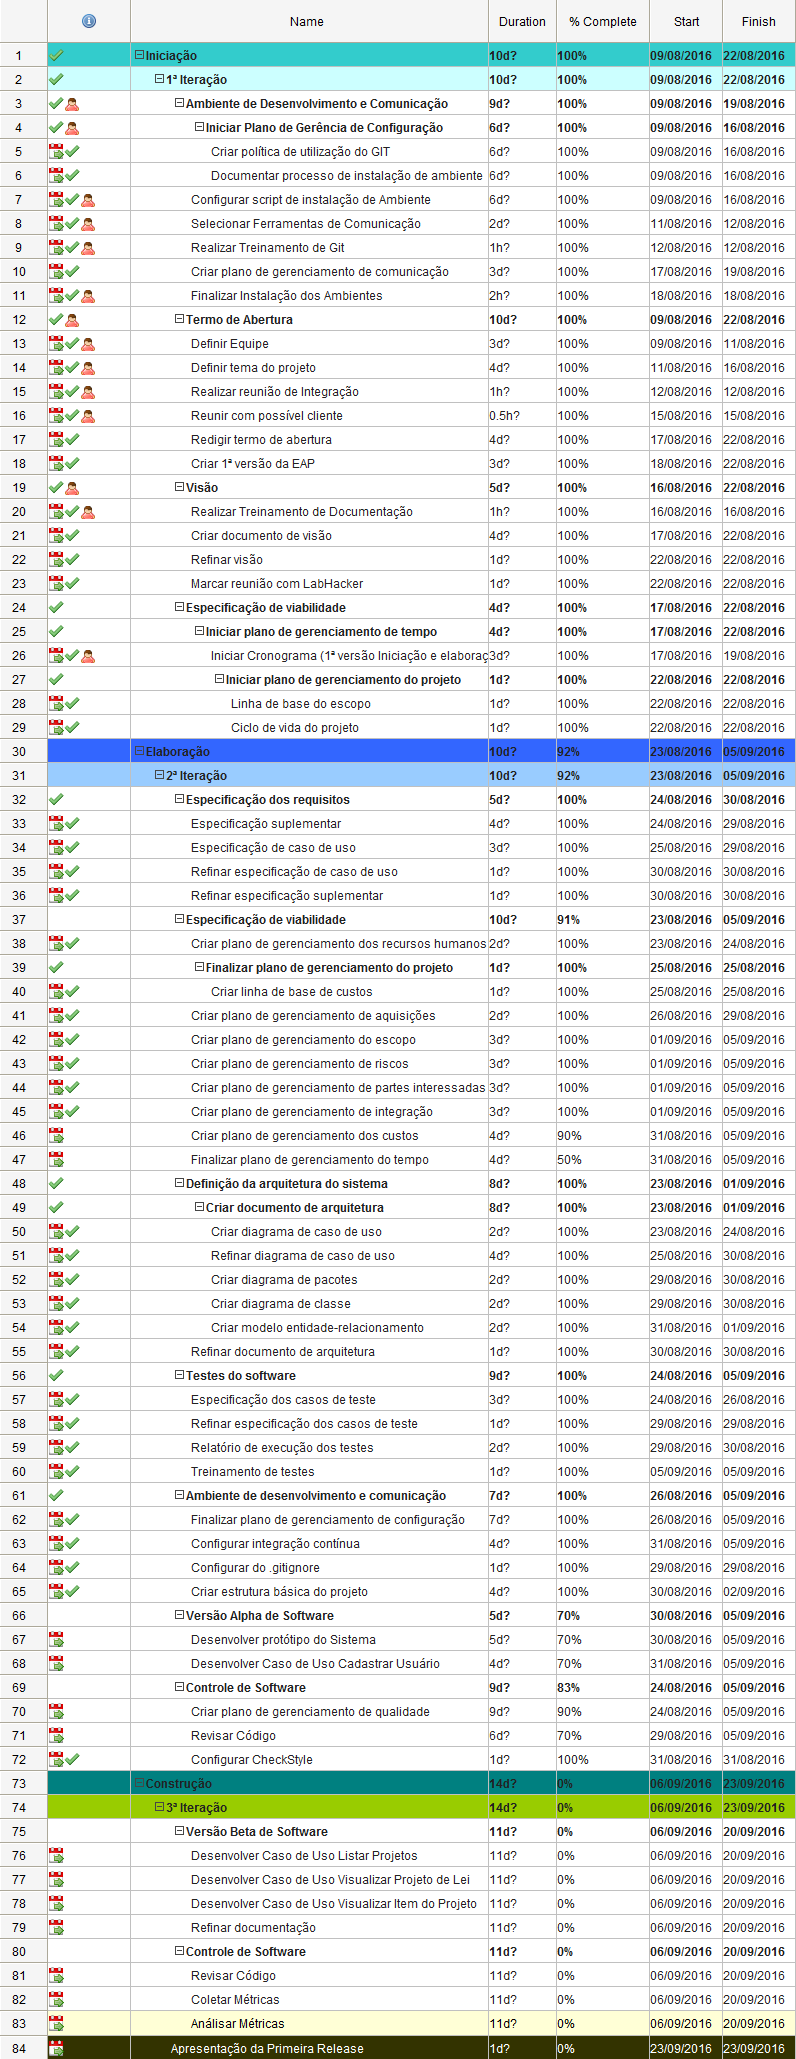 Name Duration % Complete Start Finish
1 Iniciação 10d? 100% 09/08/2016 22/08/2016
2 1ª Iteração 10d? 100% 09/08/2016 22/08/2016
3 Ambiente de Desenvolvimento e Comunicação 9d? 100% 09/08/2016 19/08/2016
4 Iniciar Plano de Gerência de Configuração 6d? 100% 09/08/2016 16/08/2016
5 Criar política de utilização do GIT 6d? 100% 09/08/2016 16/08/2016
6 Documentar processo de instalação de ambiente 6d? 100% 09/08/2016 16/08/2016
7 Configurar script de instalação de Ambiente 6d? 100% 09/08/2016 16/08/2016
8 Selecionar Ferramentas de Comunicação 2d? 100% 11/08/2016 12/08/2016
9 Realizar Treinamento de Git 1h? 100% 12/08/2016 12/08/2016
10 Criar plano de gerenciamento de comunicação 3d? 100% 17/08/2016 19/08/2016
11 Finalizar Instalação dos Ambientes 2h? 100% 18/08/2016 18/08/2016
12 Termo de Abertura 10d? 100% 09/08/2016 22/08/2016
13 Definir Equipe 3d? 100% 09/08/2016 11/08/2016
14 Definir tema do projeto 4d? 100% 11/08/2016 16/08/2016
15 Realizar reunião de Integração 1h? 100% 12/08/2016 12/08/2016
16 Reunir com possível cliente 0.5h? 100% 15/08/2016 15/08/2016
17 Redigir termo de abertura 4d? 100% 17/08/2016 22/08/2016
18 Criar 1ª versão da EAP 3d? 100% 18/08/2016 22/08/2016
19 Visão 5d? 100% 16/08/2016 22/08/2016
20 Realizar Treinamento de Documentação 1h? 100% 16/08/2016 16/08/2016
21 Criar documento de visão 4d? 100% 17/08/2016 22/08/2016
22 Refinar visão 1d? 100% 22/08/2016 22/08/2016
23 Marcar reunião com LabHacker 1d? 100% 22/08/2016 22/08/2016
24 Especificação de viabilidade 4d? 100% 17/08/2016 22/08/2016
25 Iniciar plano de gerenciamento de tempo 4d? 100% 17/08/2016 22/08/2016
26 Iniciar Cronograma (1ª versão Iniciação e elaboraç 3d? 100% 17/08/2016 19/08/2016
27 Iniciar plano de gerenciamento do projeto 1d? 100% 22/08/2016 22/08/2016
28 Linha de base do escopo 1d? 100% 22/08/2016 22/08/2016
29 Ciclo de vida do projeto 1d? 100% 22/08/2016 22/08/2016
30 Elaboração 10d? 92% 23/08/2016 05/09/2016
31 2ª Iteração 10d? 92% 23/08/2016 05/09/2016
32 Especificação dos requisitos 5d? 100% 24/08/2016 30/08/2016
33 Especificação suplementar 4d? 100% 24/08/2016 29/08/2016
34 Especificação de caso de uso 3d? 100% 25/08/2016 29/08/2016
35 Refinar especificação de caso de uso 1d? 100% 30/08/2016 30/08/2016
36 Refinar especificação suplementar 1d? 100% 30/08/2016 30/08/2016
37 Especificação de viabilidade 10d? 91% 23/08/2016 05/09/2016
38 Criar plano de gerenciamento dos recursos humanos 2d? 100% 23/08/2016 24/08/2016
39 Finalizar plano de gerenciamento do projeto 1d? 100% 25/08/2016 25/08/2016
40 Criar linha de base de custos 1d? 100% 25/08/2016 25/08/2016
41 Criar plano de gerenciamento de aquisições 2d? 100% 26/08/2016 29/08/2016
42 Criar plano de gerenciamento do escopo 3d? 100% 01/09/2016 05/09/2016
43 Criar plano de gerenciamento de riscos 3d? 100% 01/09/2016 05/09/2016
44 Criar plano de gerenciamento de partes interessadas 3d? 100% 01/09/2016 05/09/2016
45 Criar plano de gerenciamento de integração 3d? 100% 01/09/2016 05/09/2016
46 Criar plano de gerenciamento dos custos 4d? 90% 31/08/2016 05/09/2016
47 Finalizar plano de gerenciamento do tempo 4d? 50% 31/08/2016 05/09/2016
48 Definição da arquitetura do sistema 8d? 100% 23/08/2016 01/09/2016
49 Criar documento de arquitetura 8d? 100% 23/08/2016 01/09/2016
50 Criar diagrama de caso de uso 2d? 100% 23/08/2016 24/08/2016
51 Refinar diagrama de caso de uso 4d? 100% 25/08/2016 30/08/2016
52 Criar diagrama de pacotes 2d? 100% 29/08/2016 30/08/2016
53 Criar diagrama de classe 2d? 100% 29/08/2016 30/08/2016
54 Criar modelo entidade-relacionamento 2d? 100% 31/08/2016 01/09/2016
55 Refinar documento de arquitetura 1d? 100% 30/08/2016 30/08/2016
56 Testes do software 9d? 100% 24/08/2016 05/09/2016
57 Especificação dos casos de teste 3d? 100% 24/08/2016 26/08/2016
58 Refinar especificação dos casos de teste 1d? 100% 29/08/2016 29/08/2016
59 Relatório de execução dos testes 2d? 100% 29/08/2016 30/08/2016
60 Treinamento de testes 1d? 100% 05/09/2016 05/09/2016
61 Ambiente de desenvolvimento e comunicação 7d? 100% 26/08/2016 05/09/2016
62 Finalizar plano de gerenciamento de configuração 7d? 100% 26/08/2016 05/09/2016
63 Configurar integração contínua 4d? 100% 31/08/2016 05/09/2016
64 Configurar do .gitignore 1d? 100% 29/08/2016 29/08/2016
65 Criar estrutura básica do projeto 4d? 100% 30/08/2016 02/09/2016
66 Versão Alpha de Software 5d? 70% 30/08/2016 05/09/2016
67 Desenvolver protótipo do Sistema 5d? 70% 30/08/2016 05/09/2016
68 Desenvolver Caso de Uso Cadastrar Usuário 4d? 70% 31/08/2016 05/09/2016
69 Controle de Software 9d? 83% 24/08/2016 05/09/2016
70 Criar plano de gerenciamento de qualidade 9d? 90% 24/08/2016 05/09/2016
71 Revisar Código 6d? 70% 29/08/2016 05/09/2016
72 Configurar CheckStyle 1d? 100% 31/08/2016 31/08/2016
73 Construção 14d? 0% 06/09/2016 23/09/2016
74 3ª Iteração 14d? 0% 06/09/2016 23/09/2016
75 Versão Beta de Software 11d? 0% 06/09/2016 20/09/2016
76 Desenvolver Caso de Uso Listar Projetos 11d? 0% 06/09/2016 20/09/2016
77 Desenvolver Caso de Uso Visualizar Projeto de Lei 11d? 0% 06/09/2016 20/09/2016
78 Desenvolver Caso de Uso Visualizar Item do Projeto 11d? 0% 06/09/2016 20/09/2016
79 Refinar documentação 11d? 0% 06/09/2016 20/09/2016
80 Controle de Software 11d? 0% 06/09/2016 20/09/2016
81 Revisar Código 11d? 0% 06/09/2016 20/09/2016
82 Coletar Métricas 11d? 0% 06/09/2016 20/09/2016
83 Análisar Métricas 11d? 0% 06/09/2016 20/09/2016
84 Apresentação da Primeira Release 1d? 0% 23/09/2016 23/09/2016